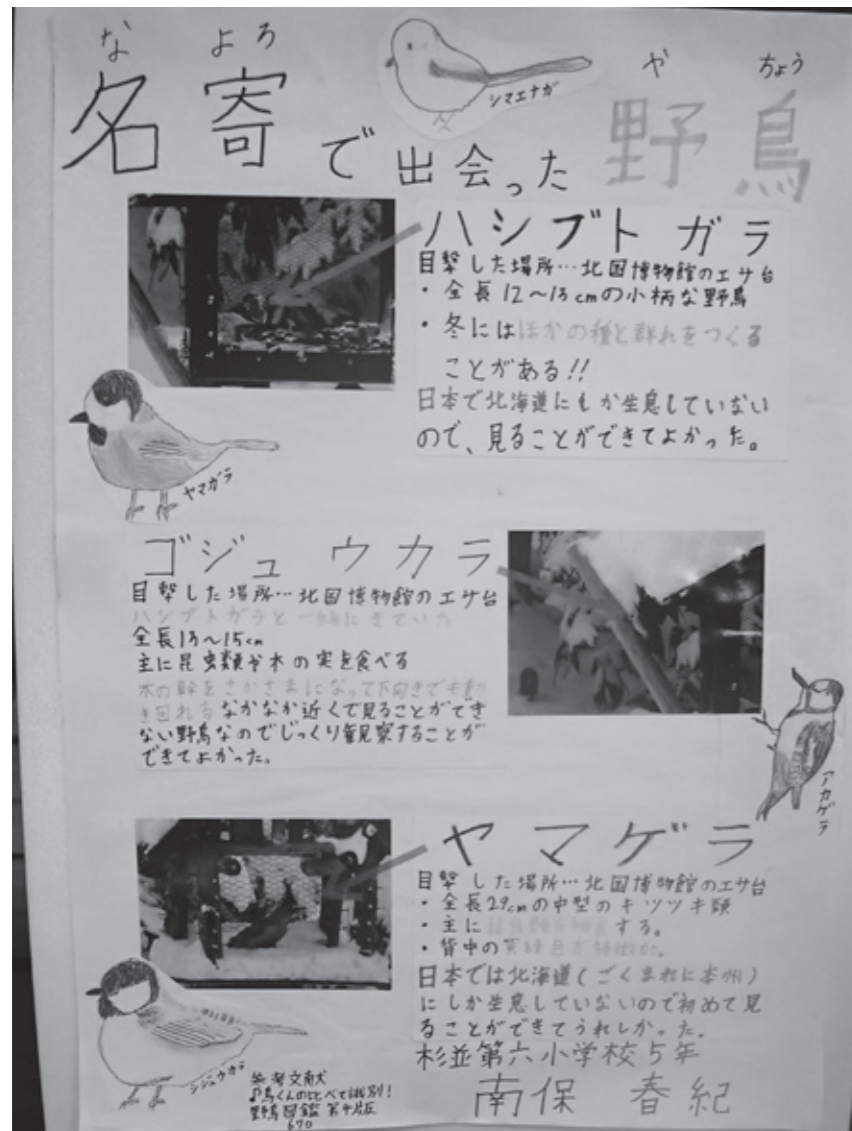 なよろ やちょう
シマエナガ
名寄で出会った野鳥
ハシブトガラ
目撃した場所…北国博物館のエサ台
・全長12〜13cmの小柄な野鳥
・冬にはほかの種と群れをつくる
ことがある!!
日本で北海道にしか生息していない
ので、見ることができてよかった。
ヤマガラ
ゴジュウカラ
目撃した場所…北国博物館のエサ台
ハシブトガラと一緒にきていた
全長13〜15cm
主に昆虫類や木の実を食べる
木の幹をさかさまになって下向きでも動
き回れるなかなか近くで見ることができ
ない野鳥なのでじっくり観察することが
できてよかった。
アカゲラ
ヤマゲラ
目撃した場所…北国博物館のエサ台
・全長29cmの中型のキツツキ類
・主に する。
・背中の黄緑色が特徴的。
日本では北海道(ごくまれに本州)
にしか生息していないので初めて見
ることができてうれしかった。
シジュウカラ
杉並第六小学校5年
南保 春紀
参考文献
♪鳥くんの比べて識別!
野鳥図鑑
670